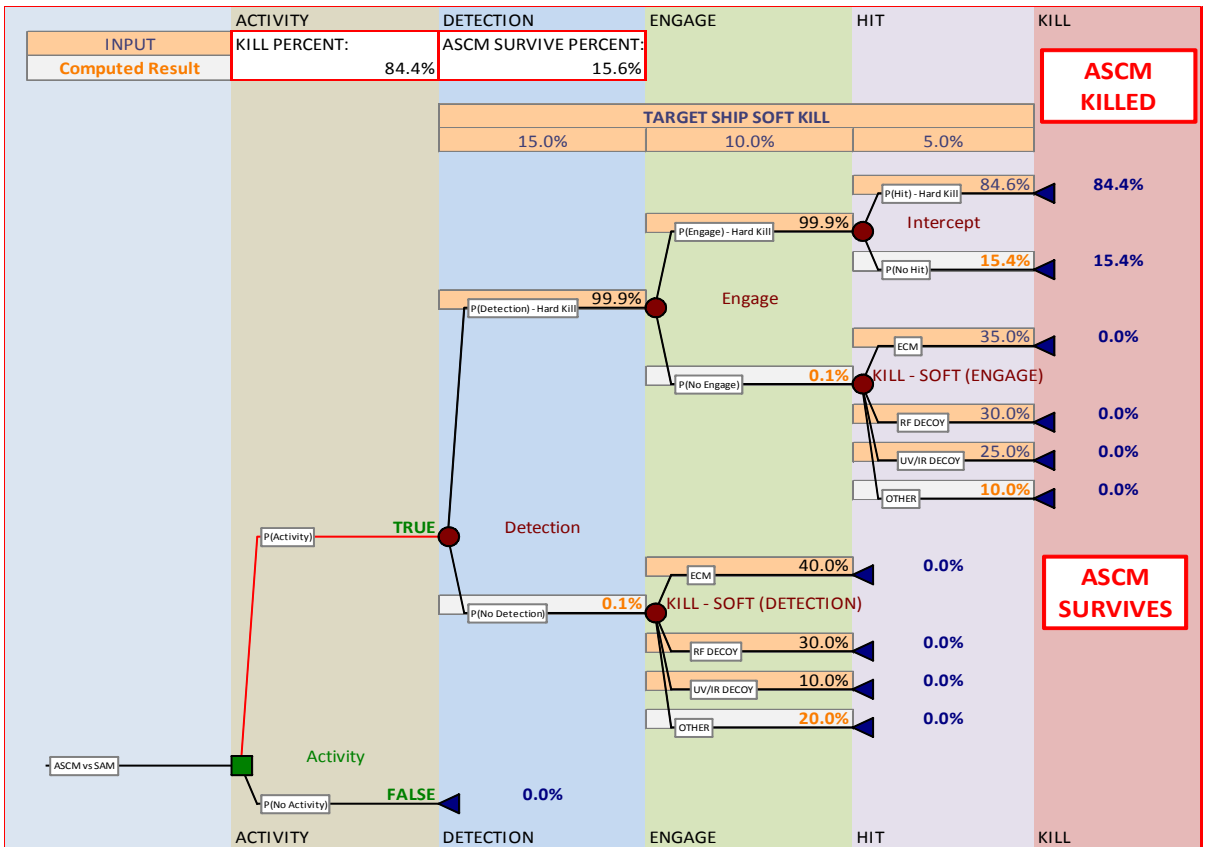 ACTIVITY DETECTION ENGAGE HIT KILL
INPUT KILL PERCENT: ASCM SURVIVE PERCENT:
Computed Result 84.4% 15.6%
ASCM
KILLED
TARGET SHIP SOFT KILL
15.0% 10.0% 5.0%
84.6% 84.4%
P(Hit) - Hard Kill
P(Engage) - Hard Kill 99.9% Intercept
15.4% 15.4%
P(No Hit)
P(Detection) - Hard Kill 99.9% Engage
35.0% 0.0%
ECM
P(No Engage) 0.1% KILL - SOFT (ENGAGE)
30.0% 0.0%
RF DECOY
25.0% 0.0%
UV/IR DECOY
10.0% 0.0%
OTHER
P(Activity) TRUE Detection
40.0% 0.0%
ECM
ASCM
SURVIVES
P(No Detection) 0.1% KILL - SOFT (DETECTION)
30.0% 0.0%
RF DECOY
10.0% 0.0%
UV/IR DECOY
20.0% 0.0%
OTHER
ASCM vs SAM Activity
P(No Activity) FALSE 0.0%
ACTIVITY DETECTION ENGAGE HIT KILL